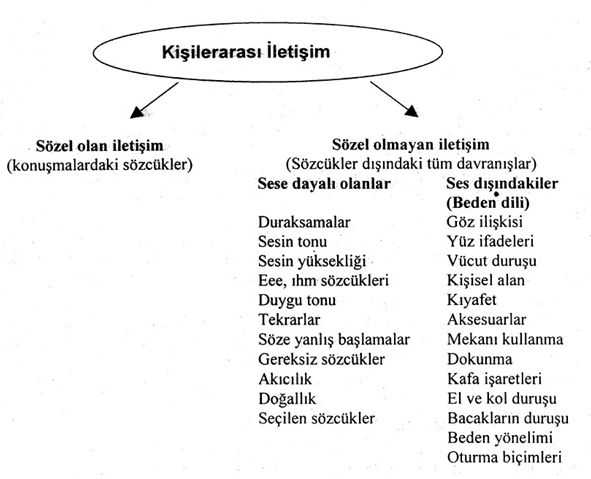 Kişilerarası İletişim
Sözel olan iletişim
(konuşmalardaki sözcükler)
Sözel olmayan iletişim
(Sözcükler dışındaki tüm davranışlar)
Sese dayalı olanlar
Duraksamalar
Sesin tonu
Sesin yüksekliği
Eee, ıhm sözcükleri
Duygu tonu
Tekrarlar
Söze yanlış başlamalar
Gereksiz sözcükler
Akıcılık
Doğallık
Seçilen sözcükler
Ses dışındakiler
(Beden dili)
Göz ilişkisi
Yüz ifadeleri
Vücut duruşu
Kişisel alan
Kıyafet
Aksesuarlar
Mekanı kullanma
Dokunma
Kafa işaretleri
El ve kol duruşu
Bacakların duruşu
Beden yönelimi
Oturma biçimleri